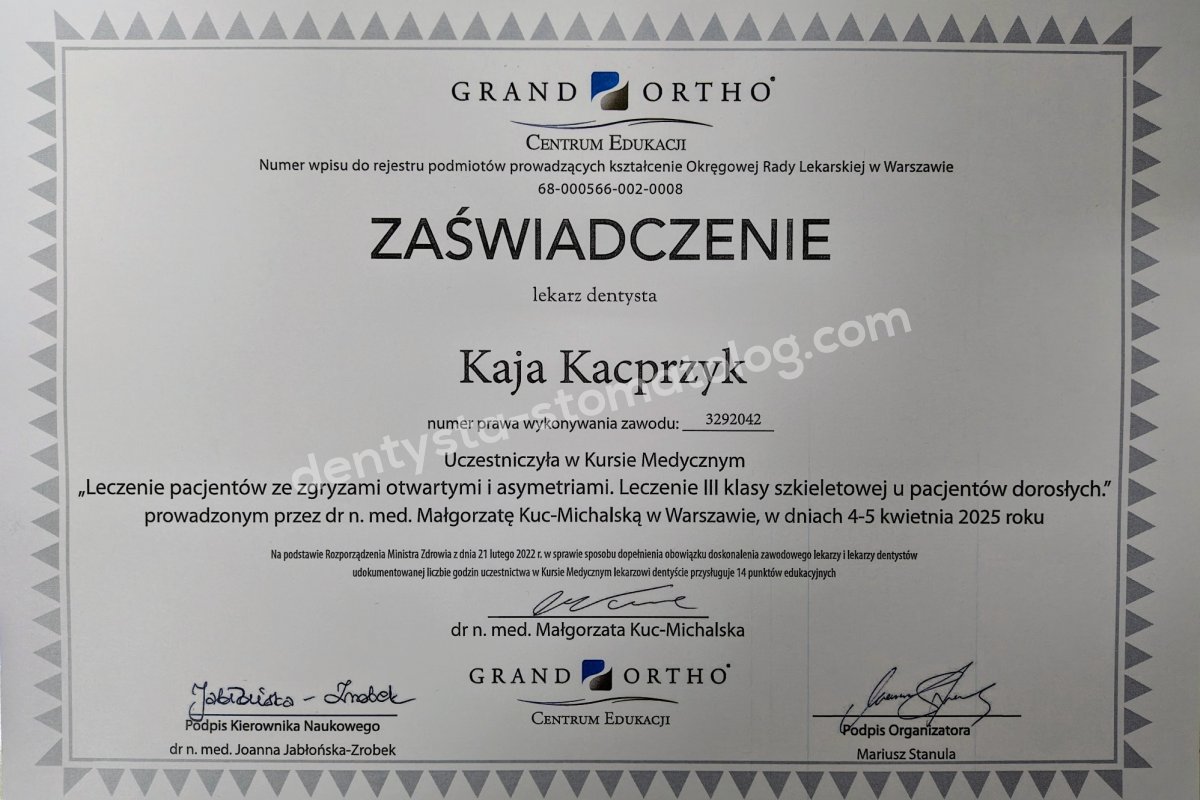 GRAND ORTHO
CENTRUM EDUKACJI
Numer wpisu do rejestru podmiotów prowadzących kształcenie Okręgowej Rady Lekarskiej w Warszawie
68-000566-002-0008
ZAŚWIADCZENIE
lekarz dentysta
Kaja Kacprzyk
dentysta-stomatolog.com
numer prawa wykonywania zawodu: 3292042
Uczestniczyła w Kursie Medycznym
„Leczenie pacjentów ze zgryzami otwartymi i asymetriami. Leczenie III klasy szkieletowej u pacjentów dorosłych.”
prowadzonym przez dr n. med. Małgorzatę Kuc-Michalską w Warszawie, w dniach 4-5 kwietnia 2025 roku
Na podstawie Rozporządzenia Ministra Zdrowia z dnia 21 lutego 2022 r. w sprawie sposobu dopełnienia obowiązku doskonalenia zawodowego lekarzy i lekarzy dentystów
udokumentowanej liczbie godzin uczestnictwa w Kursie Medycznym lekarzowi dentyście przysługuje 14 punktów edukacyjnych
dr n. med. Małgorzata Kuc-Michalska
GRAND ORTHO
CENTRUM EDUKACJI
Jabłońska - Zrobek
Podpis Kierownika Naukowego
dr n. med. Joanna Jabłońska-Zrobek
Podpis Organizatora
Mariusz Stanula